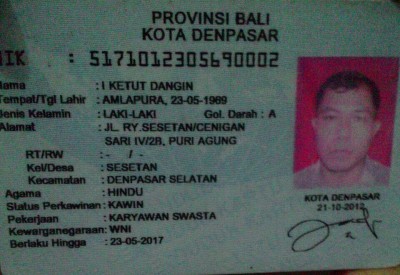 PROVINSI BALI
KOTA DENPASAR
NIK : 5171012305690002
Nama : I KETUT DANGIN
Tempat/Tgl Lahir : AMLAPURA, 23-05-1969
Jenis Kelamin : LAKI-LAKI Gol. Darah : A
Alamat : JL. RY.SESETAN/CENIGAN
SARI IV/2B, PURI AGUNG
RT/RW : - / -
Kel/Desa : SESETAN
Kecamatan : DENPASAR SELATAN
Agama : HINDU
Status Perkawinan : KAWIN
Pekerjaan : KARYAWAN SWASTA
Kewarganegaraan : WNI
Berlaku Hingga : 23-05-2017
KOTA DENPASAR
21-10-2012